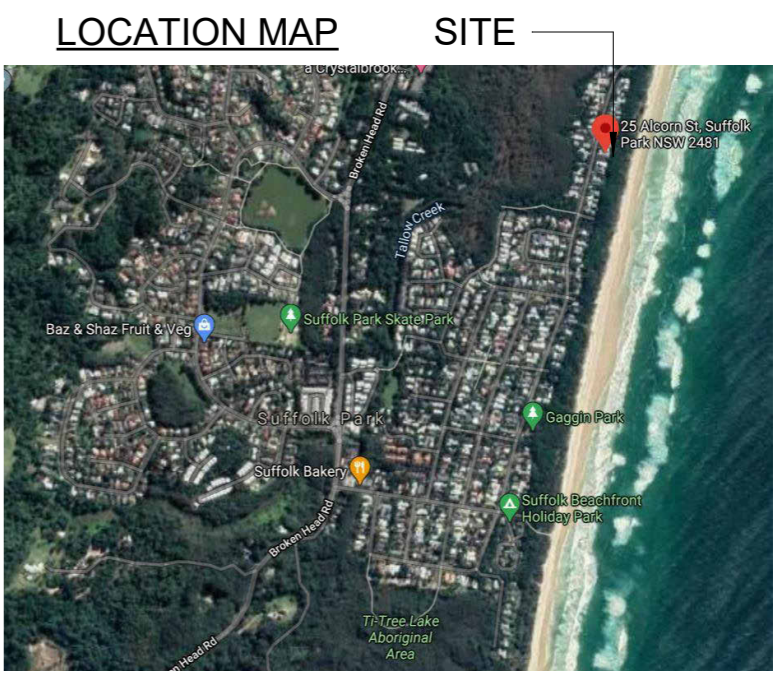 LOCATION MAP
SITE
a Crystalbrook...
Broken Head Rd
25 Alcorn St, Suffolk
Park NSW 2481
Tallow Creek
Suffolk Park Skate Park
Baz & Shaz Fruit & Veg
Suffolk Park
Gaggin Park
Suffolk Bakery
Suffolk Beachfront
Holiday Park
Broken Head Rd
Ti-Tree Lake
Aboriginal
Area
en Head Rd